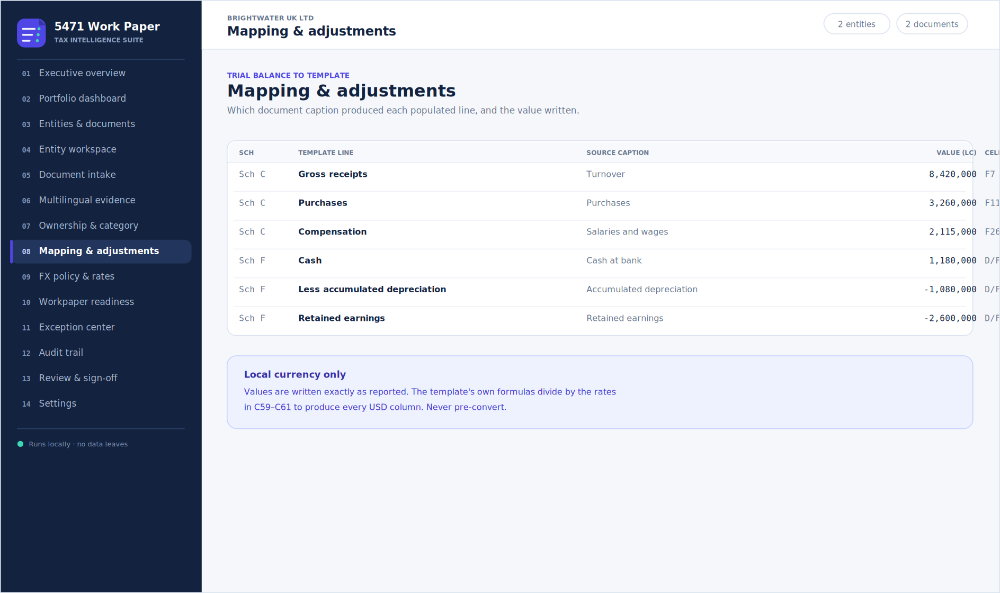 5471 Work Paper
TAX INTELLIGENCE SUITE
01 Executive overview
02 Portfolio dashboard
03 Entities & documents
04 Entity workspace
05 Document intake
06 Multilingual evidence
07 Ownership & category
08 Mapping & adjustments
09 FX policy & rates
10 Workpaper readiness
11 Exception center
12 Audit trail
13 Review & sign-off
14 Settings
Runs locally · no data leaves
BRIGHTWATER UK LTD
Mapping & adjustments
2 entities
2 documents
TRIAL BALANCE TO TEMPLATE
Mapping & adjustments
Which document caption produced each populated line, and the value written.
SCH TEMPLATE LINE SOURCE CAPTION VALUE (LC)
Sch C Gross receipts Turnover 8,420,000 F7
Sch C Purchases Purchases 3,260,000 F11
Sch C Compensation Salaries and wages 2,115,000 F26
Sch F Cash Cash at bank 1,180,000 D/F
Sch F Less accumulated depreciation Accumulated depreciation -1,080,000 D/F
Sch F Retained earnings Retained earnings -2,600,000 D/F
Local currency only
Values are written exactly as reported. The template's own formulas divide by the rates
in C59–C61 to produce every USD column. Never pre-convert.